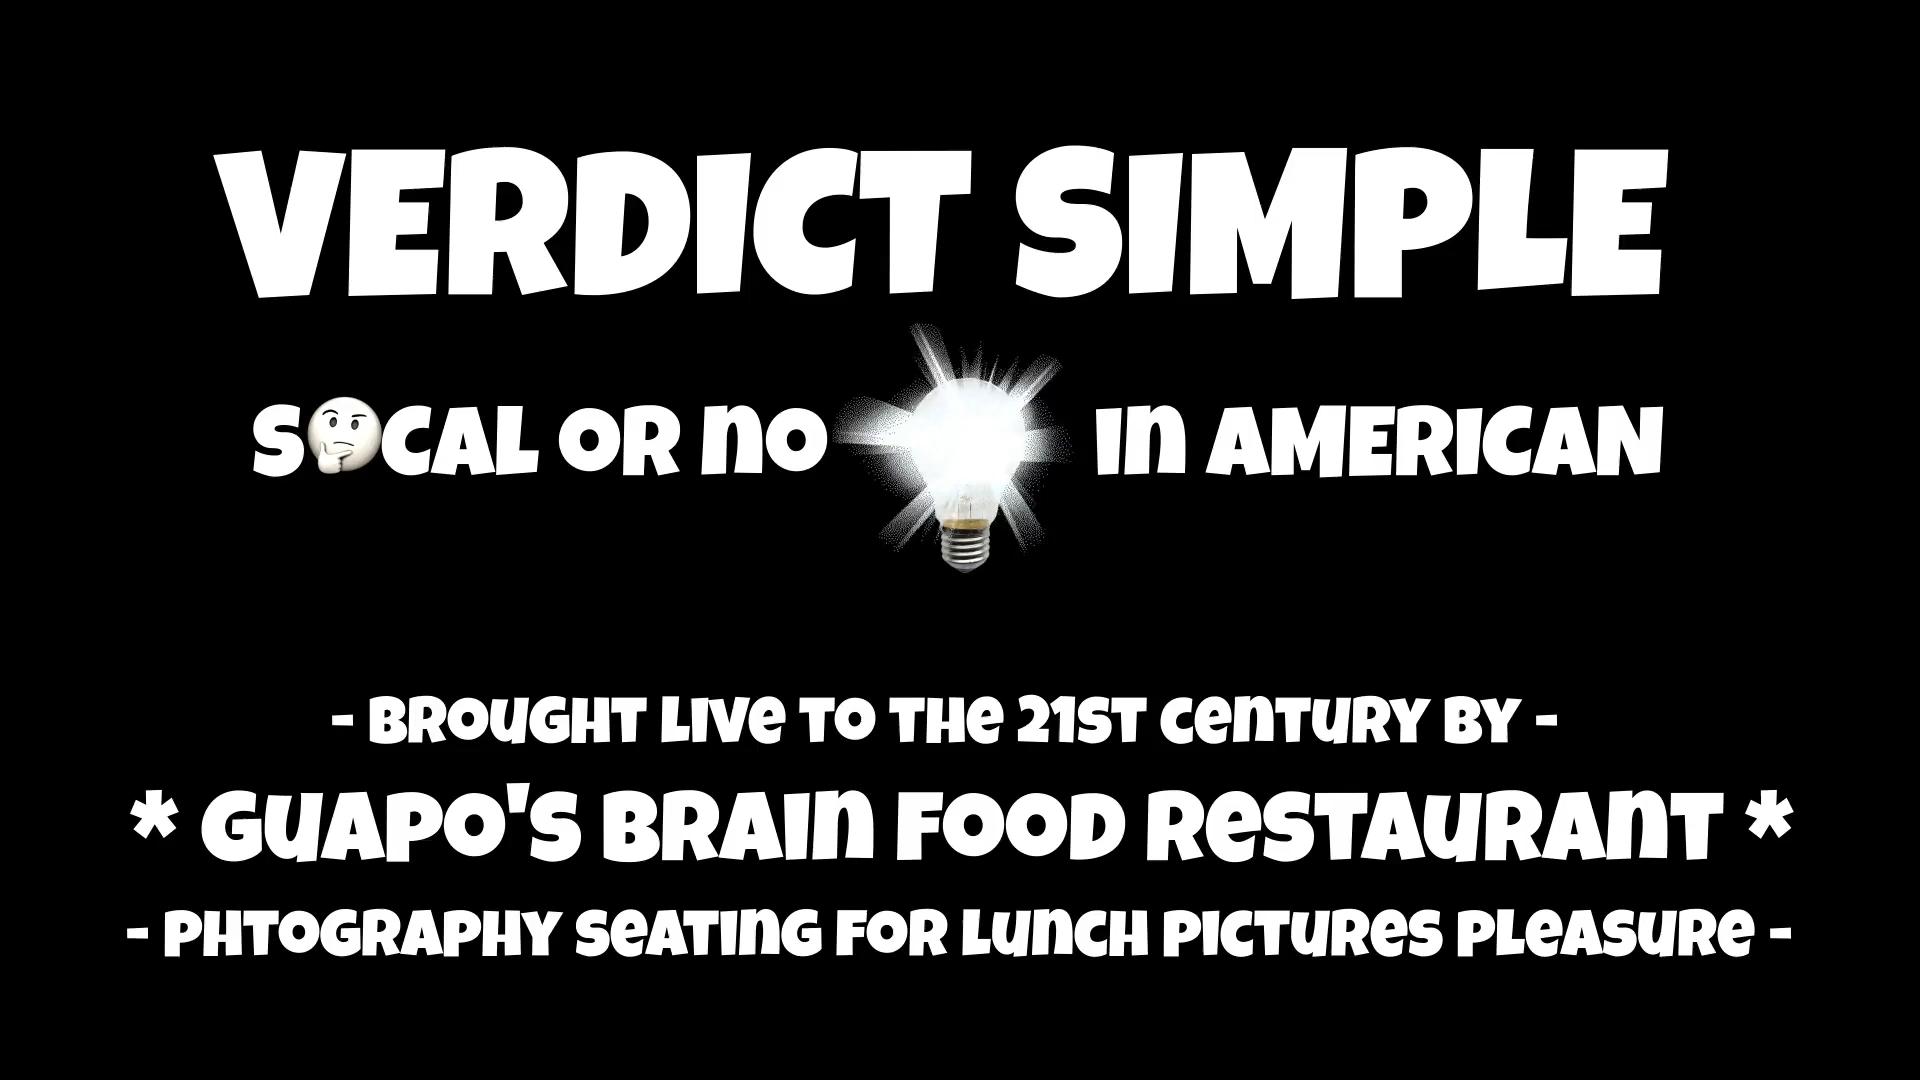 VERDICT SIMPLE
S🤔CAL OR NO 💡 IN AMERICAN
- BROUGHT LIVE TO THE 21ST CENTURY BY -
* GUAPO'S BRAIN FOOD RESTAURANT *
- PHTOGRAPHY SEATING FOR LUNCH PICTURES PLEASURE -